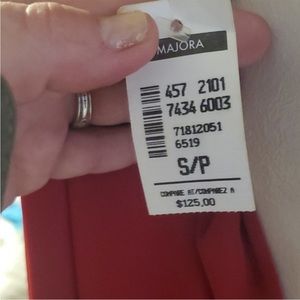 MAJORA
457 2101
7434 6003
71812051
6519
S/P
COMPARE AT/COMPAREZ A
$125.00